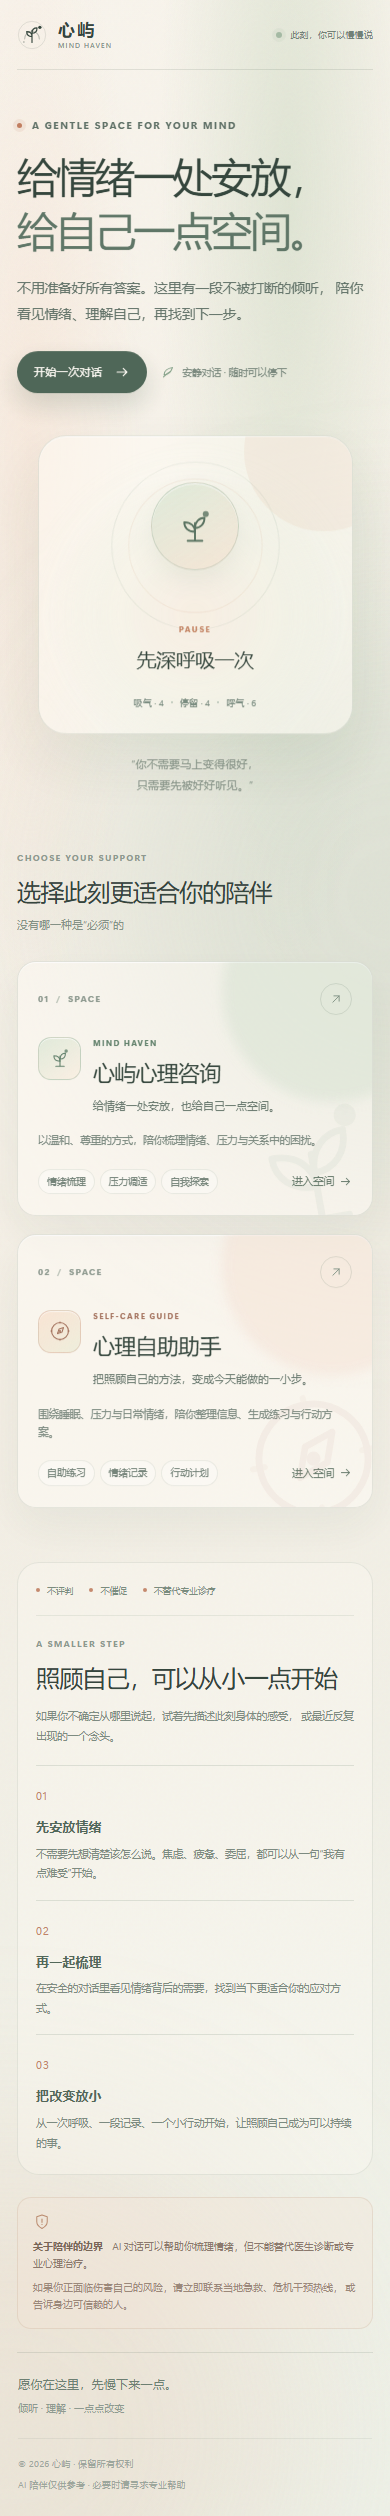 心屿
MIND HAVEN
此刻，你可以慢慢说
A GENTLE SPACE FOR YOUR MIND
给情绪一处安放，
给自己一点空间。
不用准备好所有答案。这里有一段不被打断的倾听， 陪你
看见情绪、理解自己，再找到下一步。
开始一次对话 →
安静对话 · 随时可以停下
PAUSE
先深呼吸一次
吸气 · 4 · 停留 · 4 · 呼气 · 6
“你不需要马上变得很好，
只需要先被好好听见。”
CHOOSE YOUR SUPPORT
选择此刻更适合你的陪伴
没有哪一种是“必须”的
01 / SPACE
MIND HAVEN
心屿心理咨询
给情绪一处安放，也给自己一点空间。
以温和、尊重的方式，陪你梳理情绪、压力与关系中的困扰。
情绪梳理 压力调适 自我探索 进入空间 →
02 / SPACE
SELF-CARE GUIDE
心理自助助手
把照顾自己的方法，变成今天能做的一小步。
围绕睡眠、压力与日常情绪，陪你整理信息、生成练习与行动方
案。
自助练习 情绪记录 行动计划 进入空间 →
不评判 不催促 不替代专业诊疗
A SMALLER STEP
照顾自己，可以从小一点开始
如果你不确定从哪里说起，试着先描述此刻身体的感受， 或最近反复
出现的一个念头。
01
先安放情绪
不需要先想清楚该怎么说。焦虑、疲惫、委屈，都可以从一句“我有
点难受”开始。
02
再一起梳理
在安全的对话里看见情绪背后的需要，找到当下更适合你的应对方
式。
03
把改变放小
从一次呼吸、一段记录、一个小行动开始，让照顾自己成为可以持续
的事。
关于陪伴的边界 AI 对话可以帮助你梳理情绪，但不能替代医生诊断或专
业心理治疗。
如果你正面临伤害自己的风险，请立即联系当地急救、危机干预热线， 或
告诉身边可信赖的人。
愿你在这里，先慢下来一点。
倾听 · 理解 · 一点点改变
© 2026 心屿 · 保留所有权利
AI 陪伴仅供参考 · 必要时请寻求专业帮助